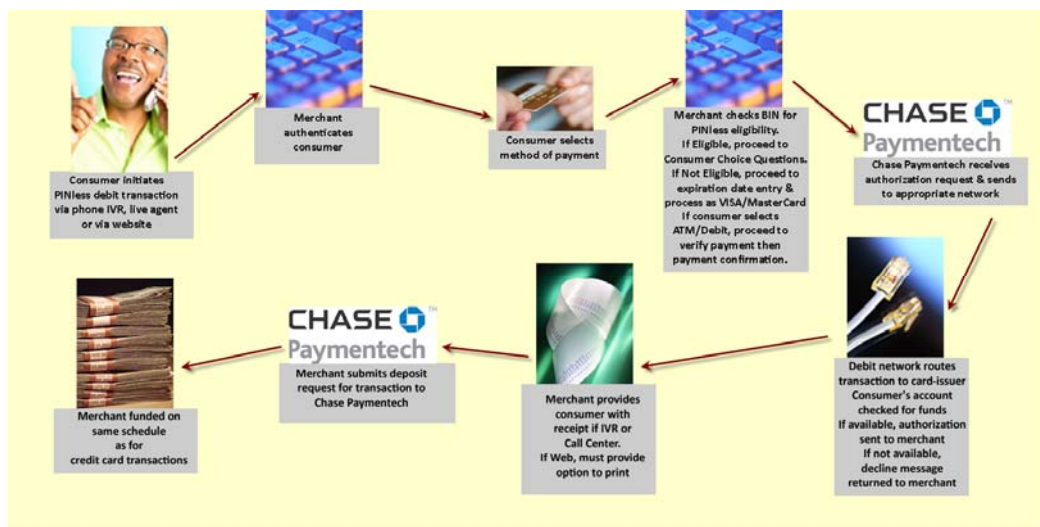 Consumer initiates
PINless debit transaction
via phone IVR, live agent
or via website
Merchant
authenticates
consumer
Consumer selects
method of payment
Merchant checks BIN for
PINless eligibility.
If Eligible, proceed to
Consumer Choice Questions.
If Not Eligible, proceed to
expiration date entry &
process as VISA/MasterCard
If consumer selects
ATM/Debit, proceed to
verify payment then
payment confirmation.
CHASE TM
Paymentech
Chase Paymentech receives
authorization request & sends
to appropriate network
Debit network routes
transaction to card-issuer
Consumer's account
checked for funds
If available, authorization
sent to merchant
If not available,
decline message
returned to merchant
Merchant provides
consumer with
receipt if IVR or
Call Center.
If Web, must provide
option to print
CHASE TM
Paymentech
Merchant submits deposit
request for transaction to
Chase Paymentech
Merchant funded on
same schedule
as for
credit card transactions